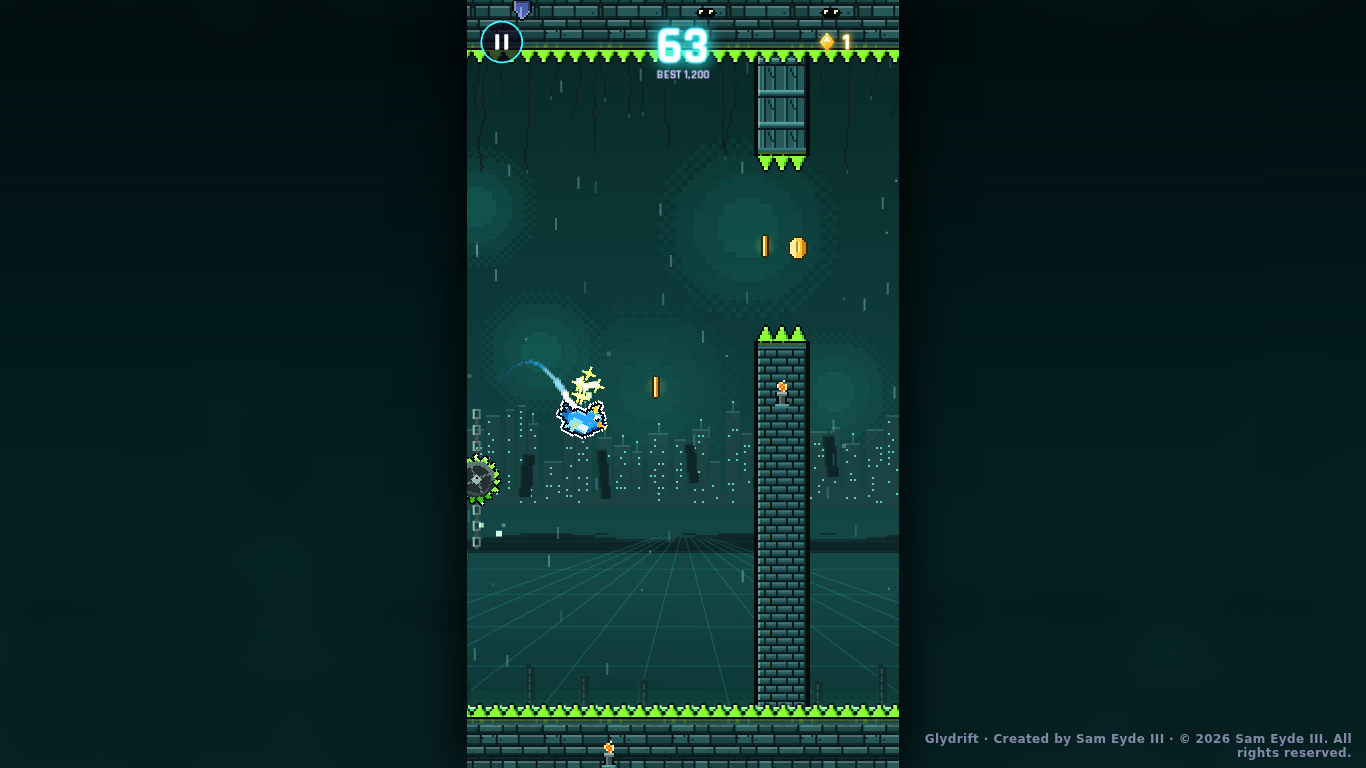 63
1
BEST 1,200
Glydrift · Created by Sam Eyde III · © 2026 Sam Eyde III. All
rights reserved.